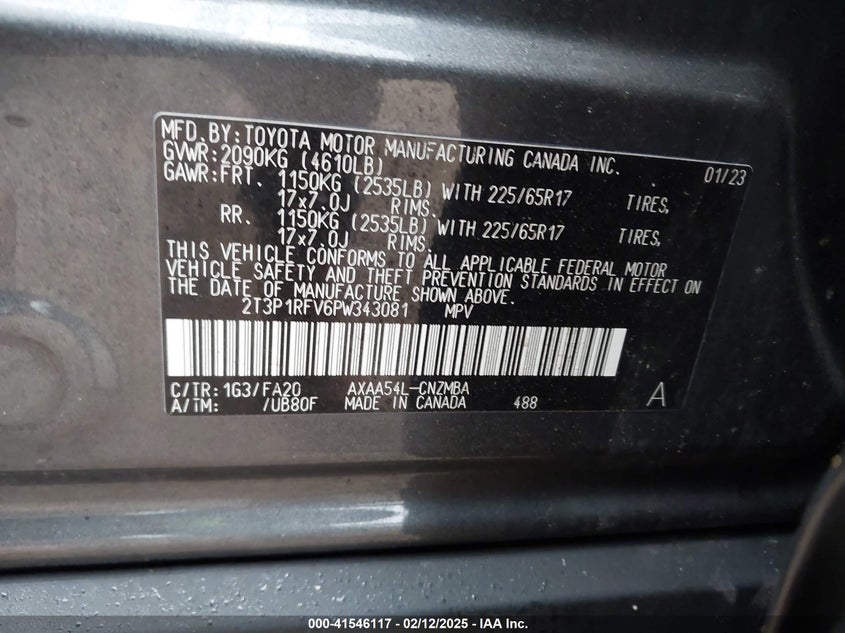 MFD. BY: TOYOTA MOTOR MANUFACTURING CANADA INC. 01/23
GVWR: 2090KG (4610LB)
GAWR: FRT. 1150KG (2535LB) WITH 225/65R17 TIRES,
17x7.0J RIMS.
RR. 1150KG (2535LB) WITH 225/65R17 TIRES,
17x7.0J RIMS.
THIS VEHICLE CONFORMS TO ALL APPLICABLE FEDERAL MOTOR
VEHICLE SAFETY AND THEFT PREVENTION STANDARDS IN EFFECT ON
THE DATE OF MANUFACTURE SHOWN ABOVE.
2T3P1RFV6PW343081 MPV
C/TR: 1G3/FA20 AXAA54L-CNZMBA
A/TM: /UB80F MADE IN CANADA 488 A
000-41546117 - 02/12/2025 - IAA Inc.